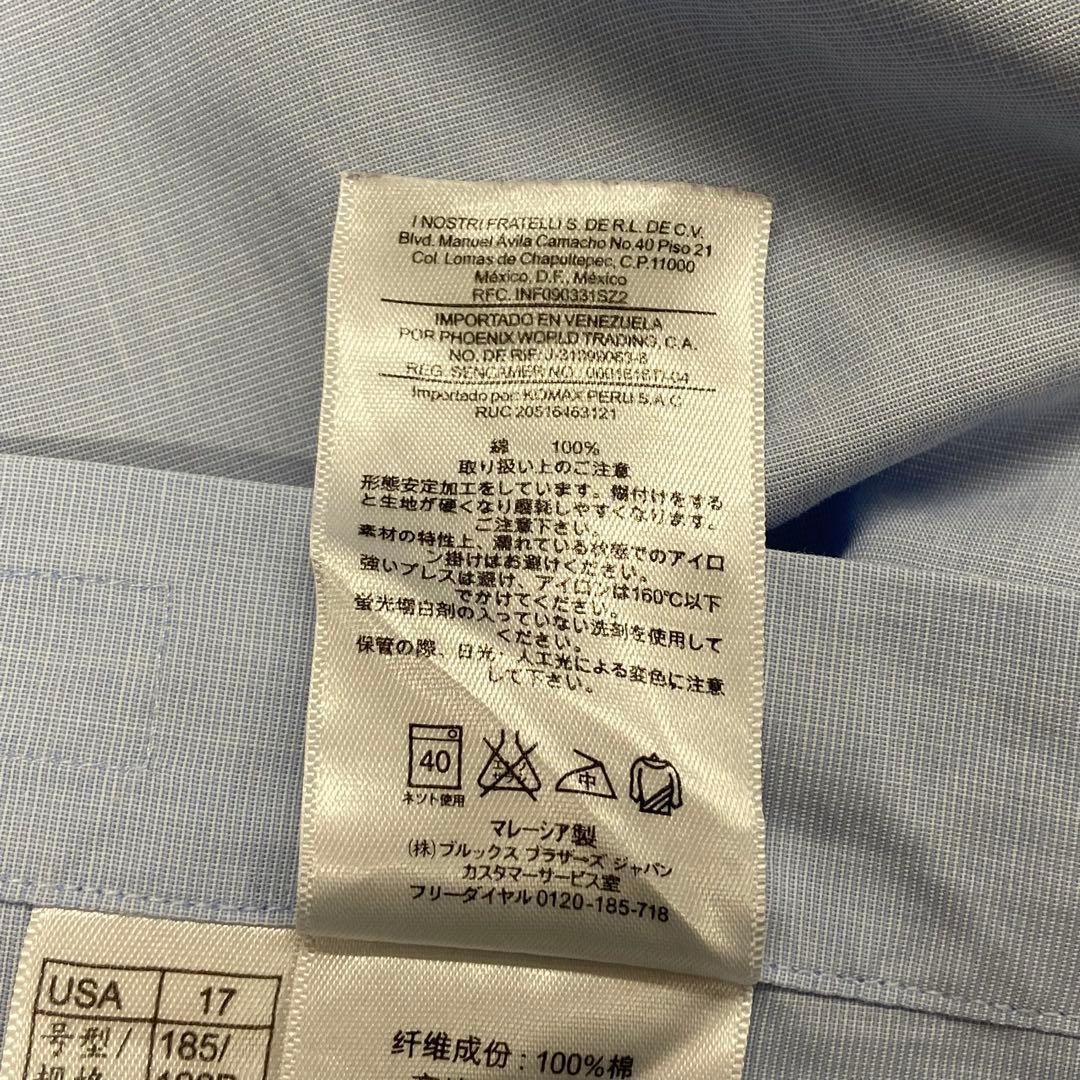 I NOSTRI FRATELLI S. DE R.L. DE C.V.
Blvd. Manuel Ávila Camacho No.40 Piso 21
Col. Lomas de Chapultepec, C.P.11000
México, D.F., México
RFC. INF090331SZ2
IMPORTADO EN VENEZUELA
POR PHOENIX WORLD TRADING, C.A.
NO. DE RIF:
REG. SENCAMER NO.:
Importado por: KOMAX PERU S.A.C
RUC 20516463121
綿 100%
取り扱い上のご注意
形態安定加工をしています。糊付けをする
と生地が硬くなり磨耗しやすくなります。
ご注意下さい。
素材の特性上、濡れている状態でのアイロ
ン掛けはお避けください。
強いプレスは避け、アイロンは160℃以下
でかけてください。
蛍光増白剤の入っていない洗剤を使用して
ください。
保管の際、日光・人工光による変色に注意
して下さい。
40
中
ネット使用
マレーシア製
(株)ブルックス ブラザーズ ジャパン
カスタマーサービス室
フリーダイヤル 0120-185-718
USA 17
号型/ 185/
规格
纤维成份 : 100%棉